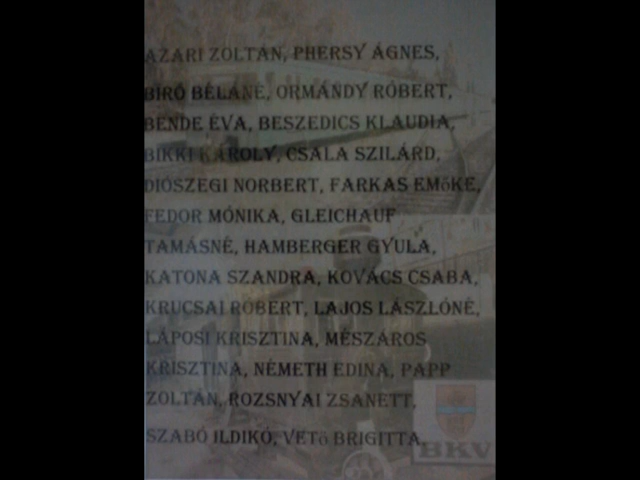 AZARI ZOLTÁN, PHERSY ÁGNES,
BIRÓ BÉLÁNÉ, ORMÁNDY RÓBERT,
BENDE ÉVA, BESZEDICS KLAUDIA,
BIKKI KÁROLY, CSALA SZILÁRD,
DIÓSZEGI NORBERT, FARKAS EMőKE,
FEDOR MÓNIKA, GLEICHAUF
TAMÁSNÉ, HAMBERGER GYULA,
KATONA SZANDRA, KOVÁCS CSABA,
KRUCSAI RÓBERT, LAJOS LÁSZLÓNÉ,
LÁPOSI KRISZTINA, MÉSZÁROS
KRISZTINA, NÉMETH EDINA, PAPP
ZOLTÁN, ROZSNYAI ZSANETT,
SZABÓ ILDIKÓ, VETő BRIGITTA
BKV